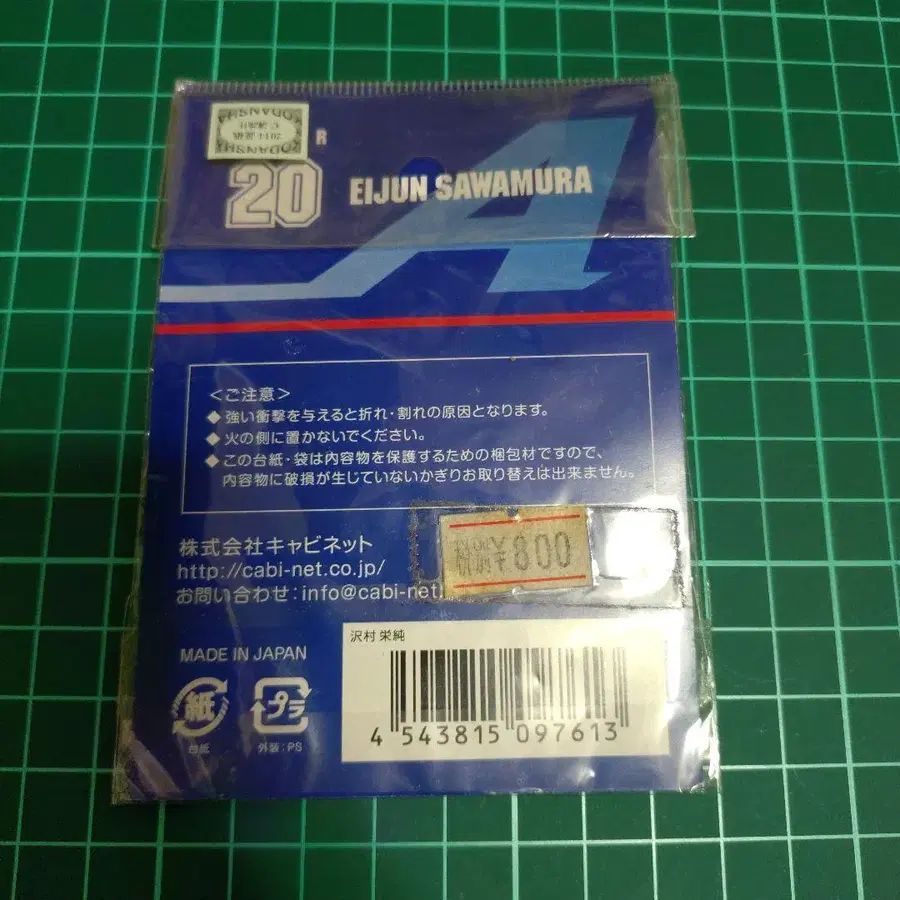 KODANSHA
R
20 EIJUN SAWAMURA
A
<ご注意>
◆強い衝撃を与えると折れ・割れの原因となります。
◆火の側に置かないでください。
◆この台紙・袋は内容物を保護するための梱包材ですので、
内容物に破損が生じていないかぎりお取り替えは出来ません。
株式会社キャビネット
http://cabi-net.co.jp/
お問い合わせ:info@cabi-net.
¥800
沢村 栄純
MADE IN JAPAN
紙
プラ
台紙
外装:PS
4 543815 097613